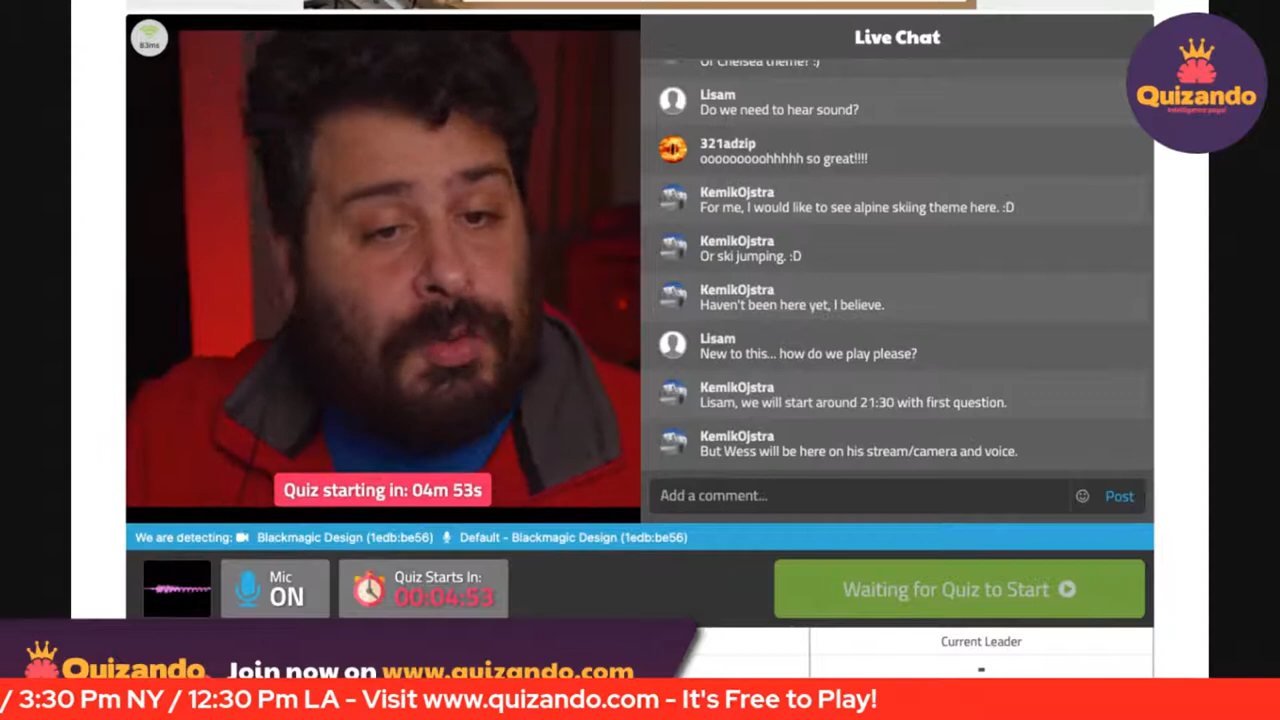 83ms
Live Chat
Or Chelsea theme? :)
Lisam
Do we need to hear sound?
321adzip
ooooooooohhhhh so great!!!!
KemikOjstra
For me, I would like to see alpine skiing theme here. :D
KemikOjstra
Or ski jumping. :D
KemikOjstra
Haven't been here yet, I believe.
Lisam
New to this... how do we play please?
KemikOjstra
Lisam, we will start around 21:30 with first question.
KemikOjstra
But Wess will be here on his stream/camera and voice.
Add a comment...
Post
Quizando
Quiz starting in: 04m 53s
We are detecting: Blackmagic Design (1edb:be56) Default - Blackmagic Design (1edb:be56)
Mic
ON
Quiz Starts In:
00:04:53
Waiting for Quiz to Start
Current Leader
-
Quizando Join now on www.quizando.com
/ 3:30 Pm NY / 12:30 Pm LA - Visit www.quizando.com - It's Free to Play!